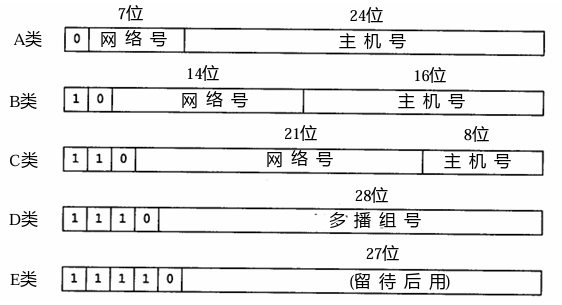 7位 24位
A类 0 网络号 主机号
14位 16位
B类 1 0 网络号 主机号
21位 8位
C类 1 1 0 网络号 主机号
28位
D类 1 1 1 0 多播组号
27位
E类 1 1 1 1 0 (留待后用)